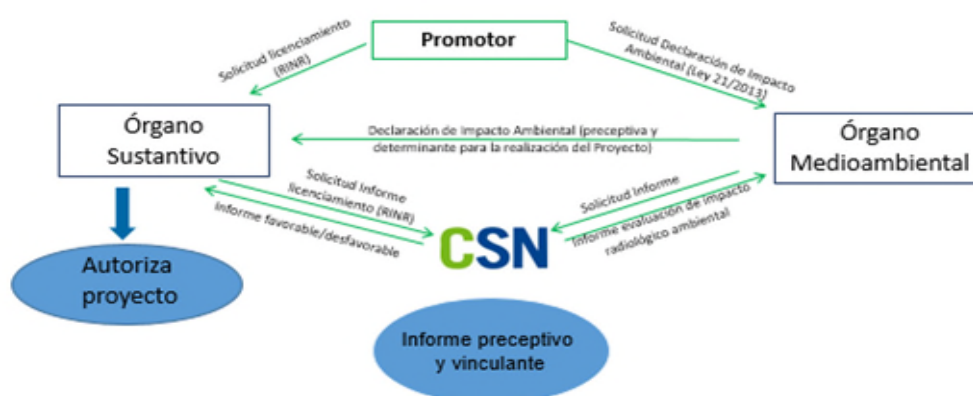 Promotor
Solicitud licenciamiento
(RINR)
Solicitud Declaración de Impacto
Ambiental (Ley 21/2013)
Órgano
Sustantivo
Declaración de Impacto Ambiental (preceptiva y
determinante para la realización del Proyecto)
Órgano
Medioambiental
Solicitud Informe
licenciamiento (RINR)
Informe favorable/desfavorable
Solicitud Informe
Informe evaluación de impacto
radiológico ambiental
CSN
Autoriza
proyecto
Informe preceptivo
y vinculante